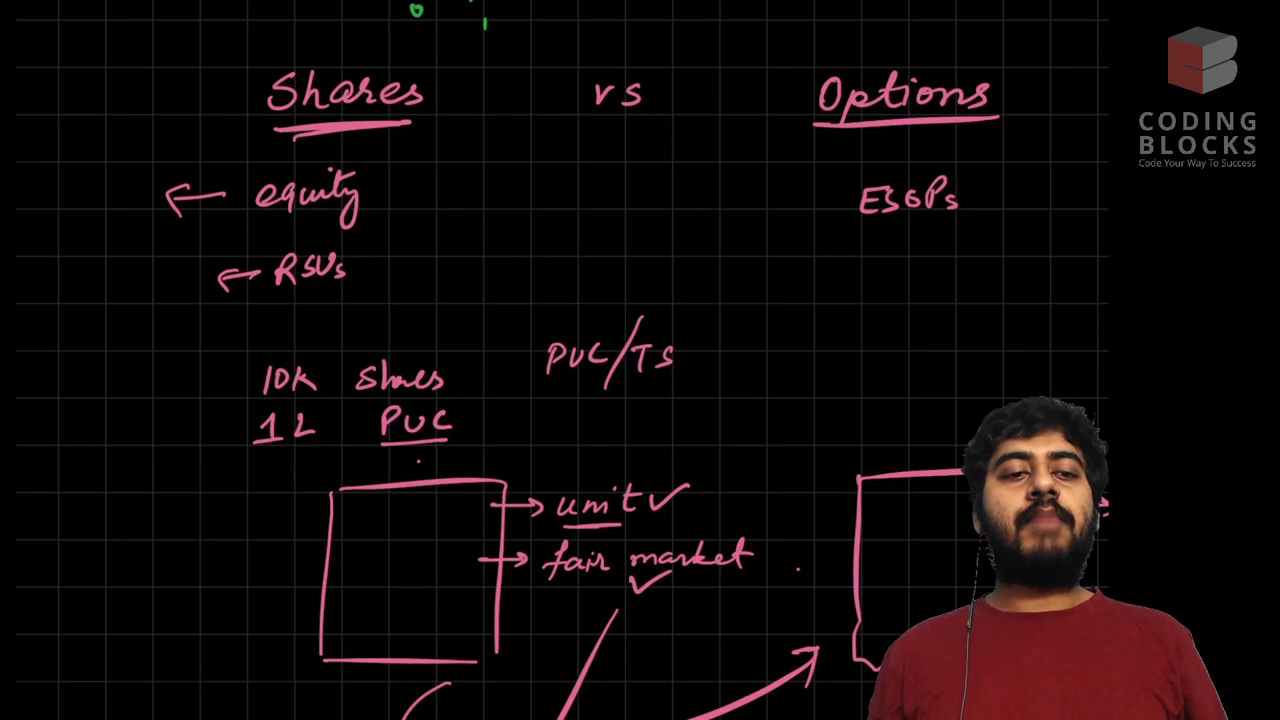 Shares vs Options
equity
ESOPs
RSUs
PUC/TS
10K Shares
1L PUC
unit
fair market
CODING
BLOCKS
Code Your Way To Success